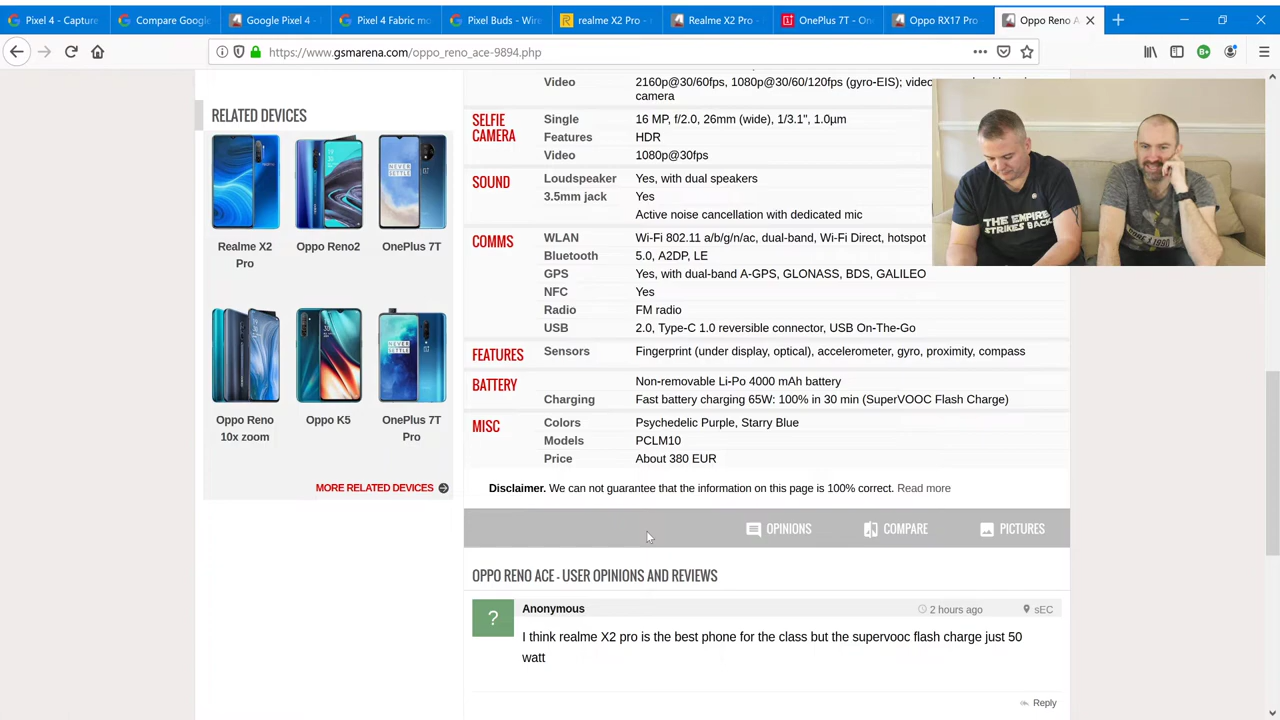 Pixel 4 - Capture
Compare Google
Google Pixel 4 -
Pixel 4 Fabric mo
Pixel Buds - Wire
realme X2 Pro -
Realme X2 Pro -
OnePlus 7T - On
Oppo RX17 Pro -
Oppo Reno A
https://www.gsmarena.com/oppo_reno_ace-9894.php
Video 2160p@30/60fps, 1080p@30/60/120fps (gyro-EIS);
camera
RELATED DEVICES
Realme X2
Pro
Oppo Reno2
OnePlus 7T
Oppo Reno
10x zoom
Oppo K5
OnePlus 7T
Pro
MORE RELATED DEVICES
SELFIE
CAMERA
Single 16 MP, f/2.0, 26mm (wide), 1/3.1", 1.0µm
Features HDR
Video 1080p@30fps
SOUND Loudspeaker Yes, with dual speakers
3.5mm jack Yes
Active noise cancellation with dedicated mic
COMMS WLAN Wi-Fi 802.11 a/b/g/n/ac, dual-band, Wi-Fi Direct, hotspot
Bluetooth 5.0, A2DP, LE
GPS Yes, with dual-band A-GPS, GLONASS, BDS, GALILEO
NFC Yes
Radio FM radio
USB 2.0, Type-C 1.0 reversible connector, USB On-The-Go
FEATURES Sensors Fingerprint (under display, optical), accelerometer, gyro, proximity, compass
BATTERY Non-removable Li-Po 4000 mAh battery
Charging Fast battery charging 65W: 100% in 30 min (SuperVOOC Flash Charge)
MISC Colors Psychedelic Purple, Starry Blue
Models PCLM10
Price About 380 EUR
Disclaimer. We can not guarantee that the information on this page is 100% correct. Read more
OPINIONS COMPARE PICTURES
OPPO RENO ACE - USER OPINIONS AND REVIEWS
?
Anonymous 2 hours ago sEC
I think realme X2 pro is the best phone for the class but the supervooc flash charge just 50
watt
Reply
THE EMPIRE
STRIKES BACK